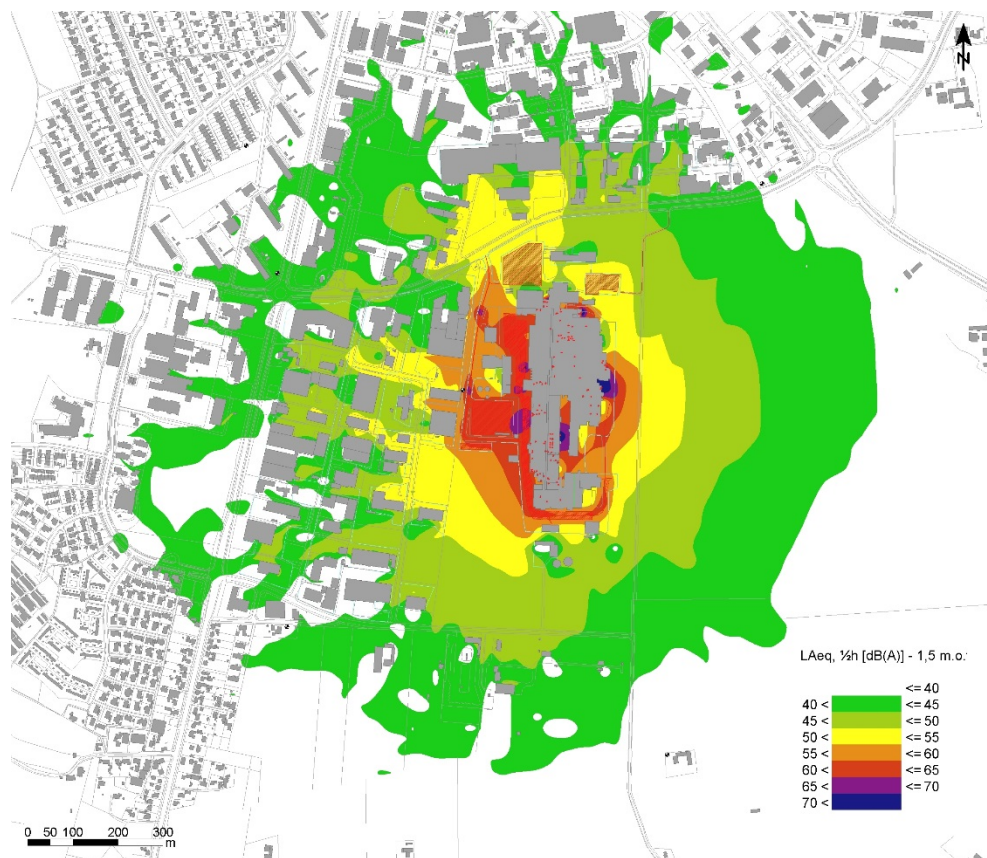 N
LAeq, ½h [dB(A)] - 1,5 m.o.
<= 40
40 < <= 45
45 < <= 50
50 < <= 55
55 < <= 60
60 < <= 65
65 < <= 70
70 <
0 50 100 200 300
m